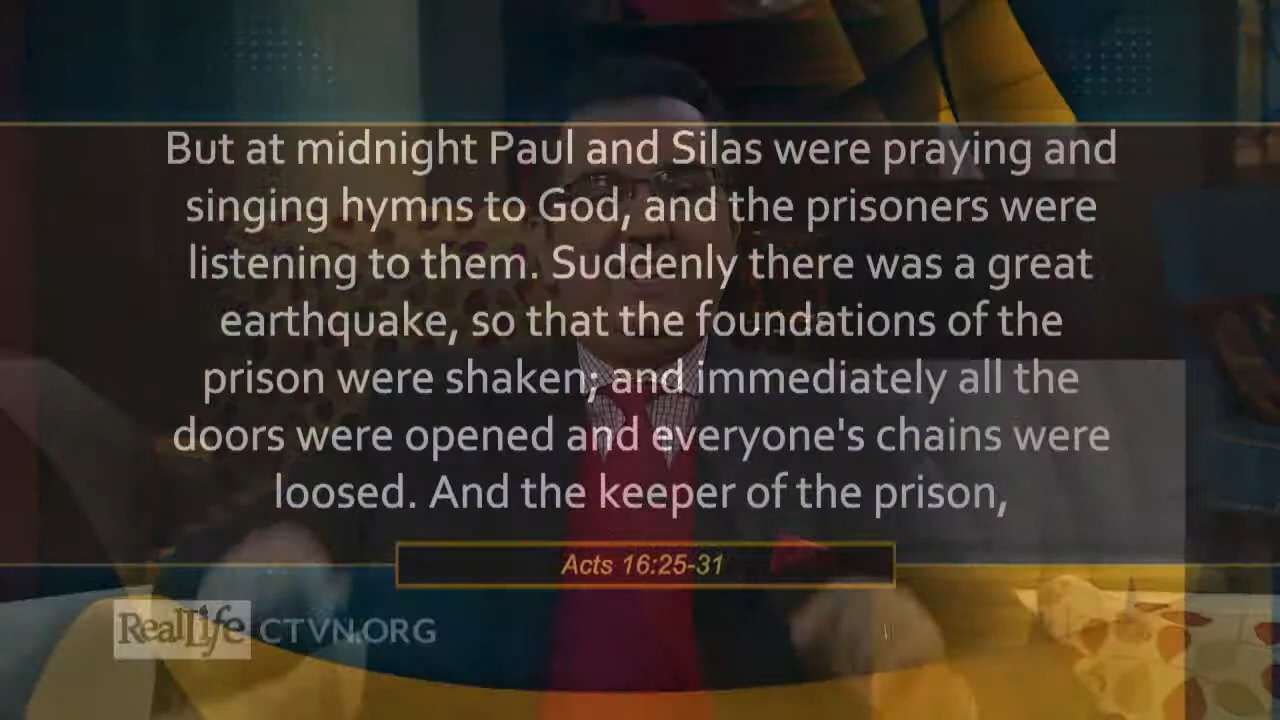 But at midnight Paul and Silas were praying and
singing hymns to God, and the prisoners were
listening to them. Suddenly there was a great
earthquake, so that the foundations of the
prison were shaken; and immediately all the
doors were opened and everyone's chains were
loosed. And the keeper of the prison,
Acts 16:25-31
RealLife CTVN.ORG